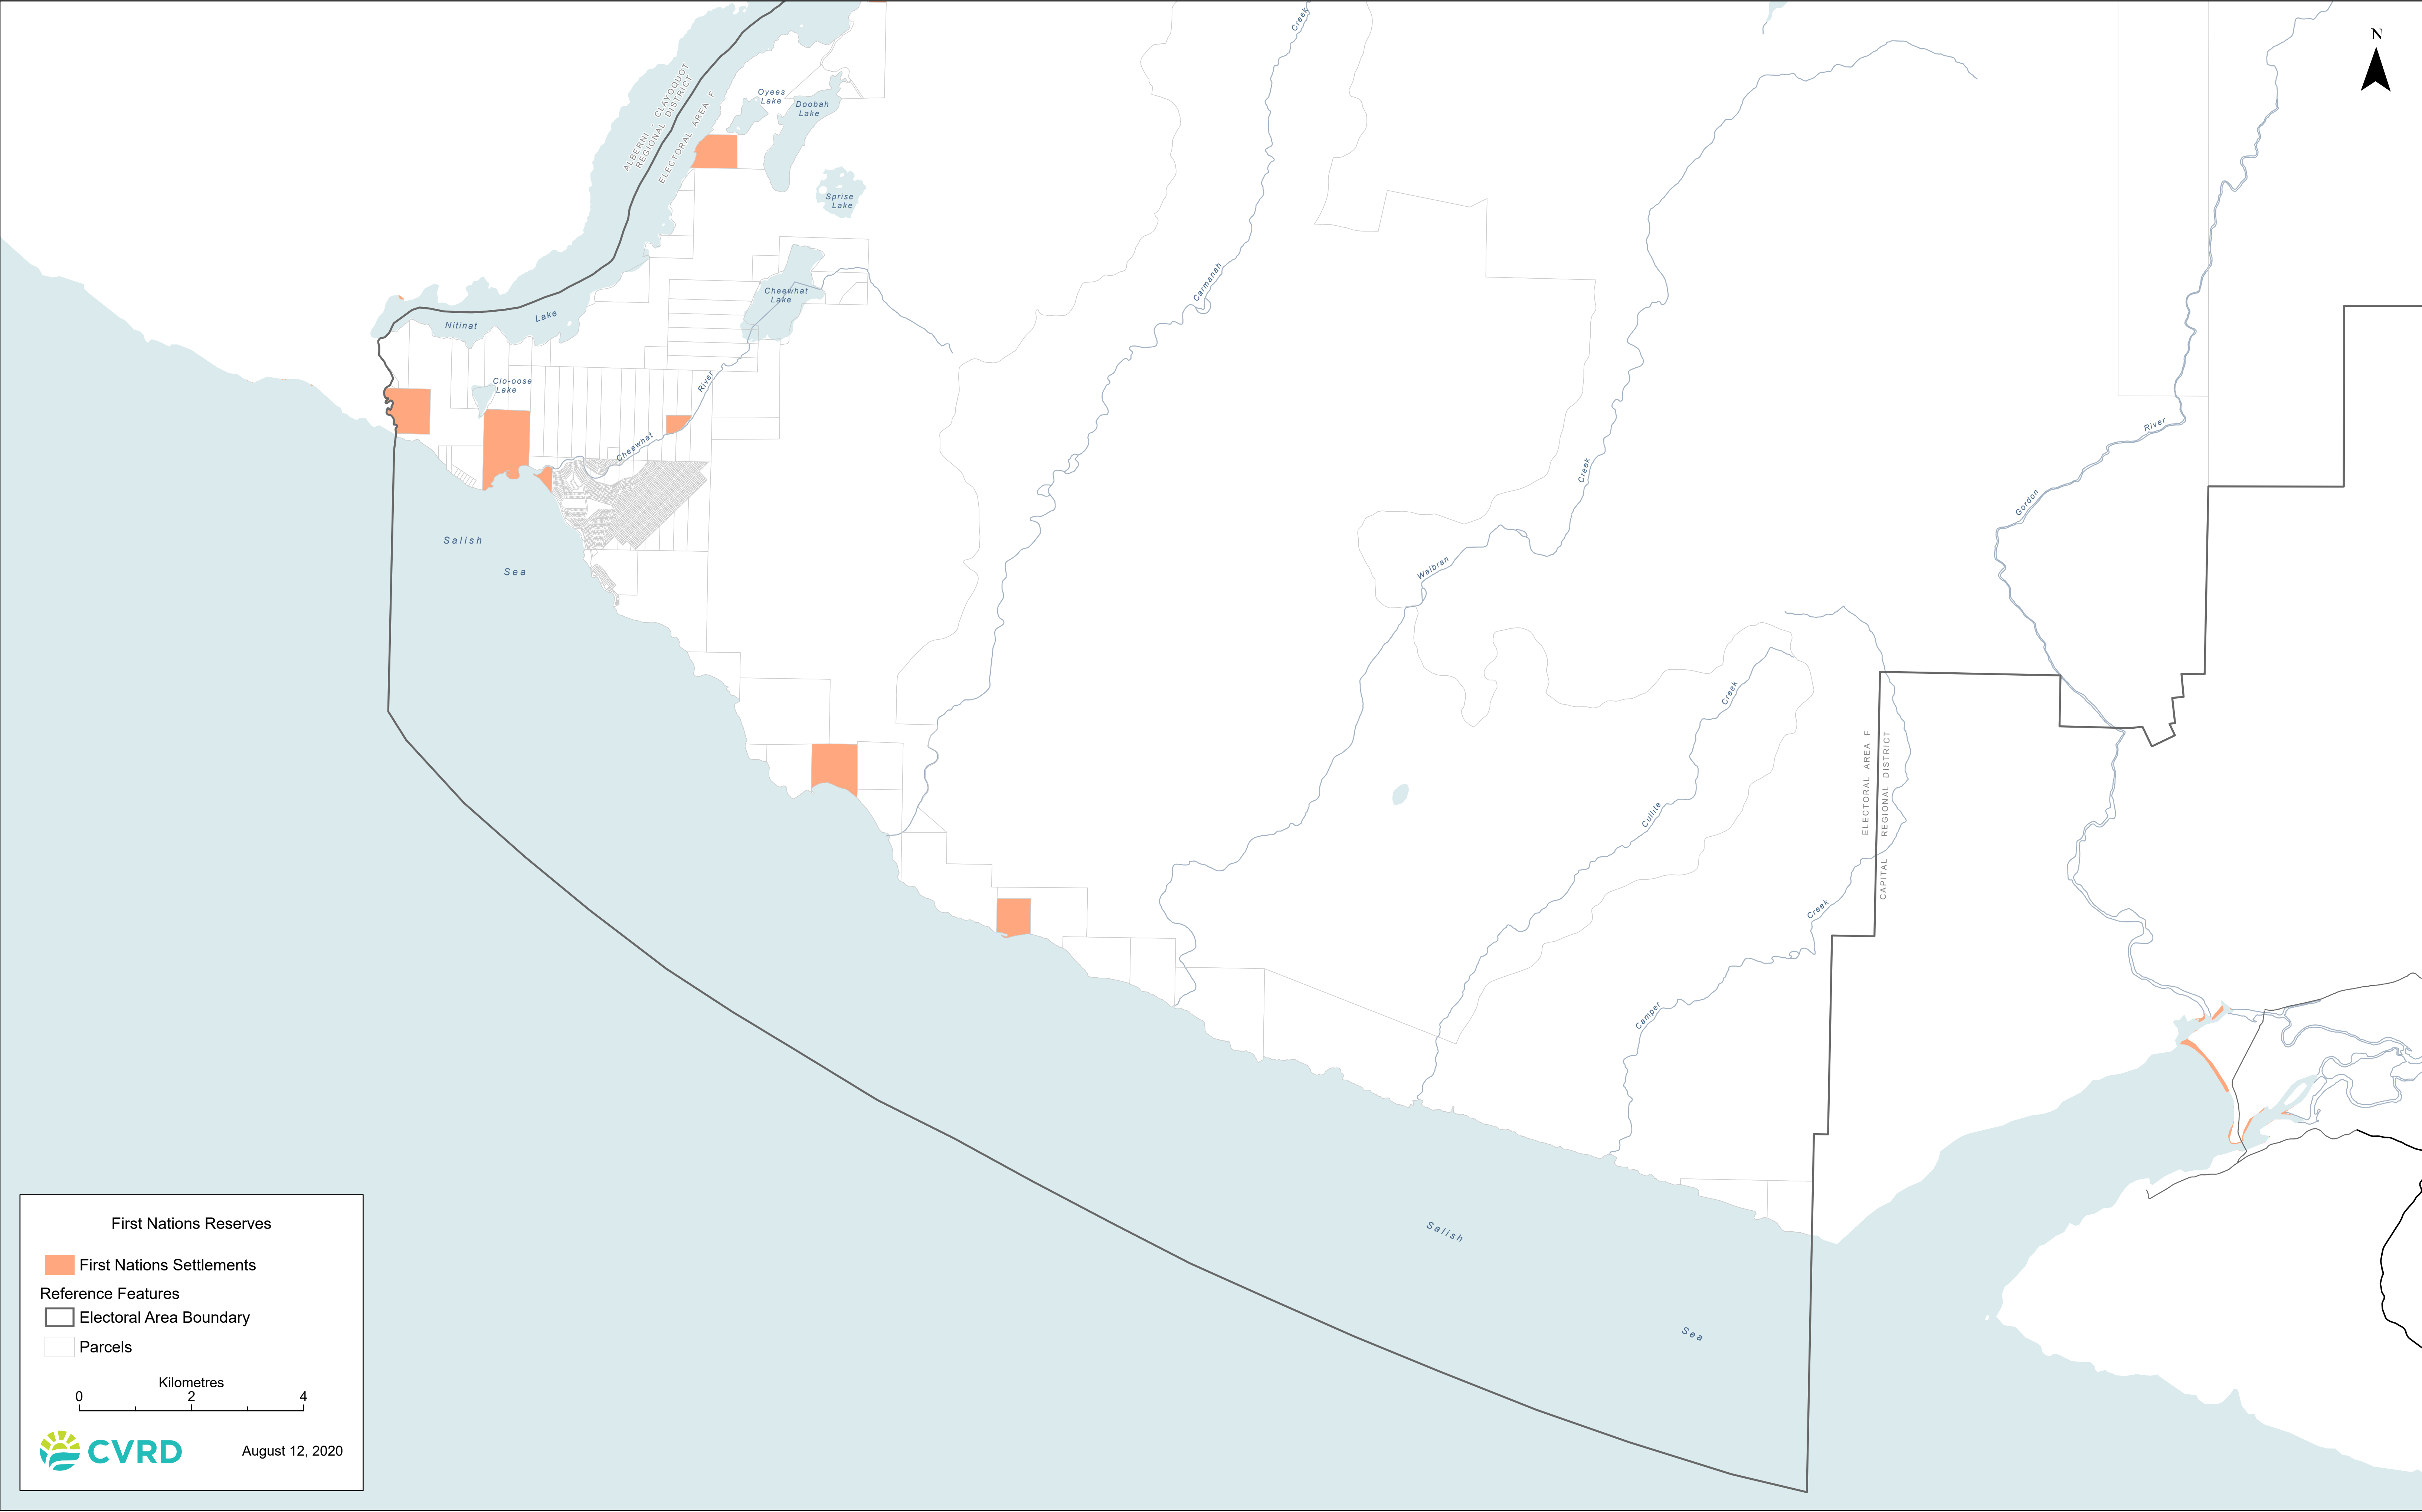 N
Creek
ALBERNI - CLAYOQUOT
REGIONAL DISTRICT
ELECTORAL AREA F
Oyees
Lake
Doobah
Lake
Sprise
Lake
Carmanah
Cheewhat
Lake
Nitinat
Lake
Clo-oose
Lake
River
Cheewhat
Creek
River
Gordon
Salish
Sea
Walbran
Creek
Cullite
ELECTORAL AREA F
CAPITAL REGIONAL DISTRICT
Creek
Camper
Salish
Sea
First Nations Reserves
First Nations Settlements
Reference Features
Electoral Area Boundary
Parcels
Kilometres
0 2 4
CVRD
August 12, 2020